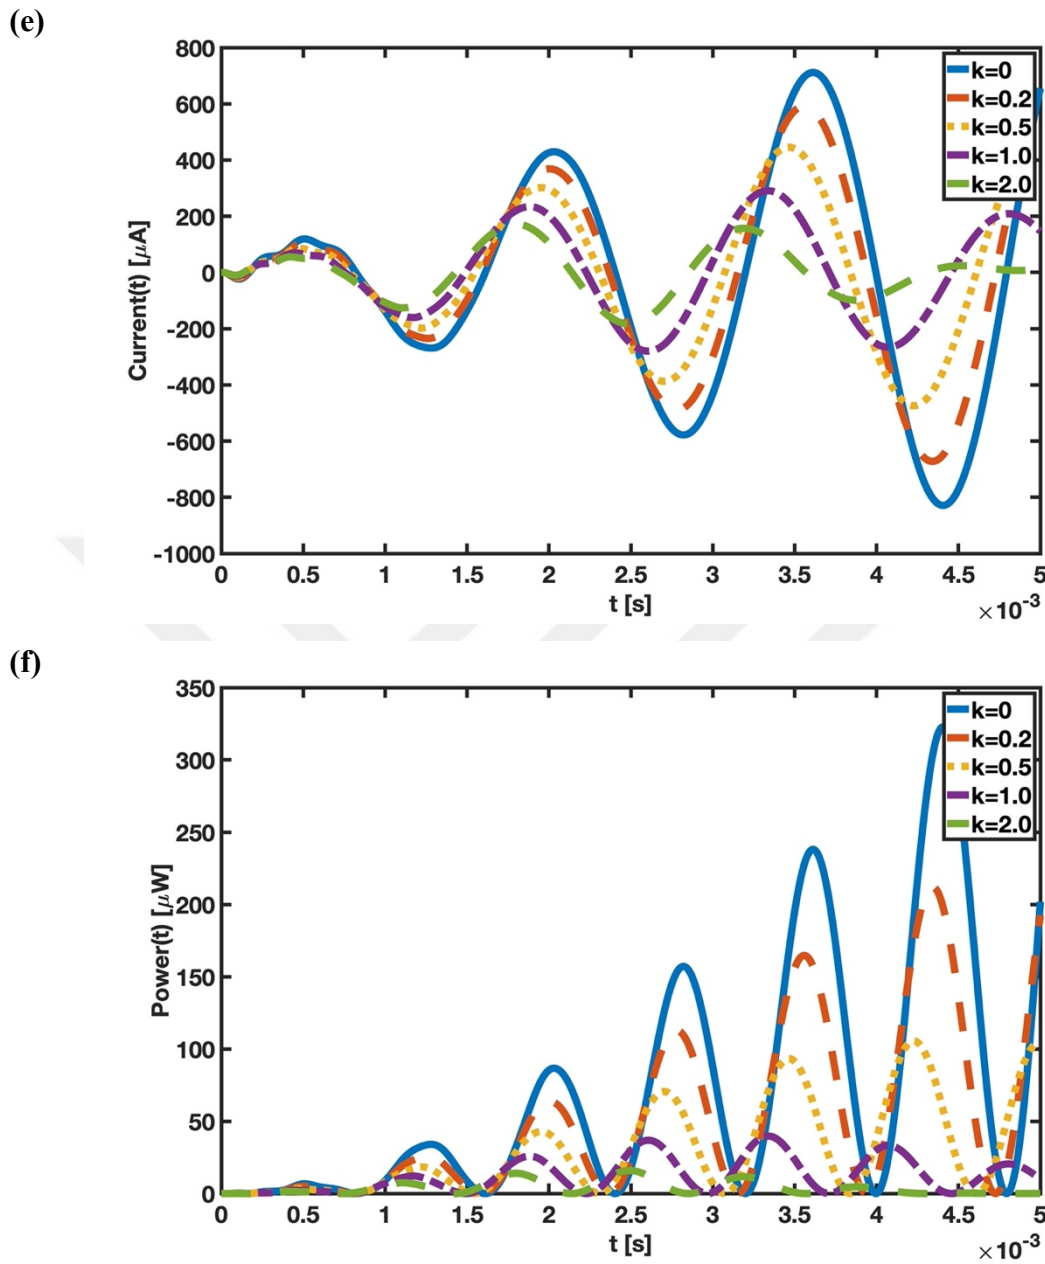 (e)
800
600
400
200
0
-200
-400
-600
-800
-1000
Current(t) [μA]
k=0
k=0.2
k=0.5
k=1.0
k=2.0
0 0.5 1 1.5 2 2.5 3 3.5 4 4.5 5
t [s]
×10⁻³
(f)
350
300
250
200
150
100
50
0
Power(t) [μW]
k=0
k=0.2
k=0.5
k=1.0
k=2.0
0 0.5 1 1.5 2 2.5 3 3.5 4 4.5 5
t [s]
×10⁻³